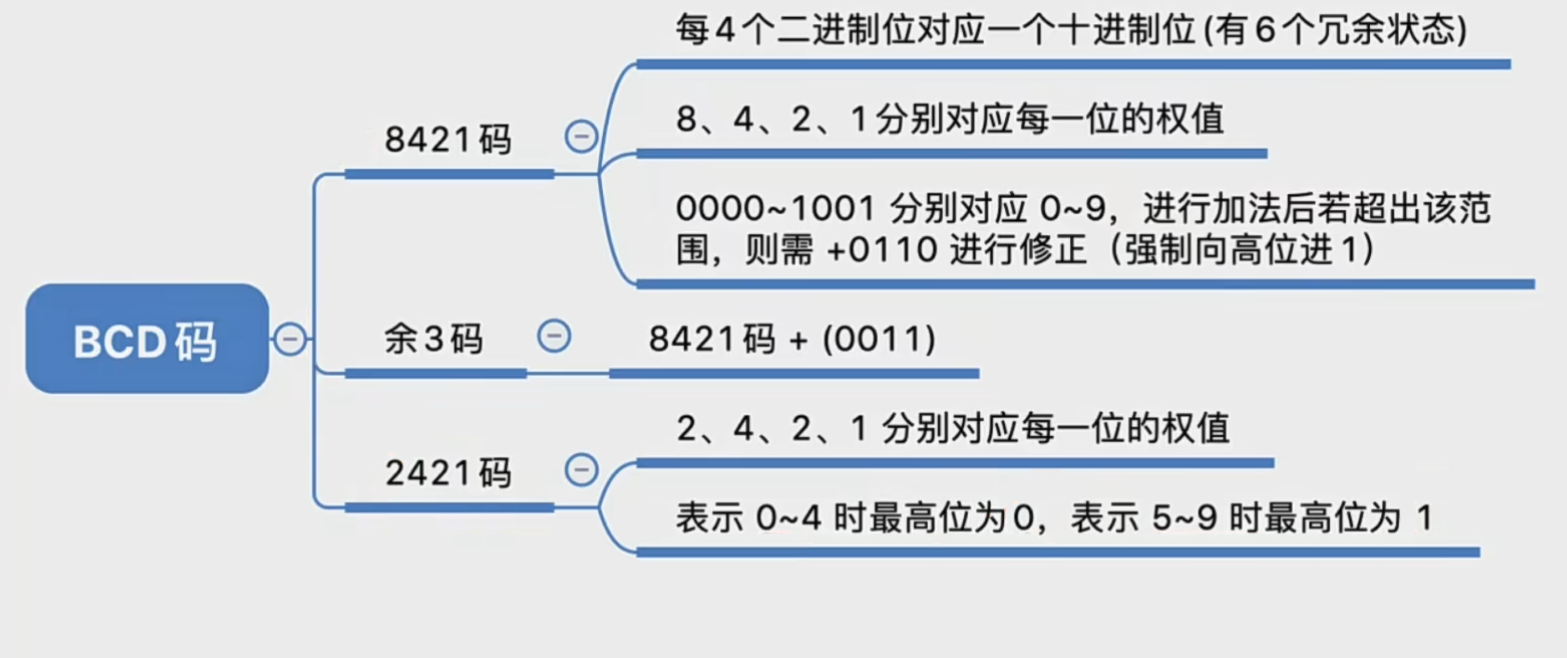 每4个二进制位对应一个十进制位(有6个冗余状态)
8421码
8、4、2、1分别对应每一位的权值
0000~1001 分别对应 0~9，进行加法后若超出该范
围，则需 +0110 进行修正（强制向高位进1）
BCD码
余3码
8421码 + (0011)
2421码
2、4、2、1 分别对应每一位的权值
表示 0~4 时最高位为0，表示 5~9 时最高位为 1